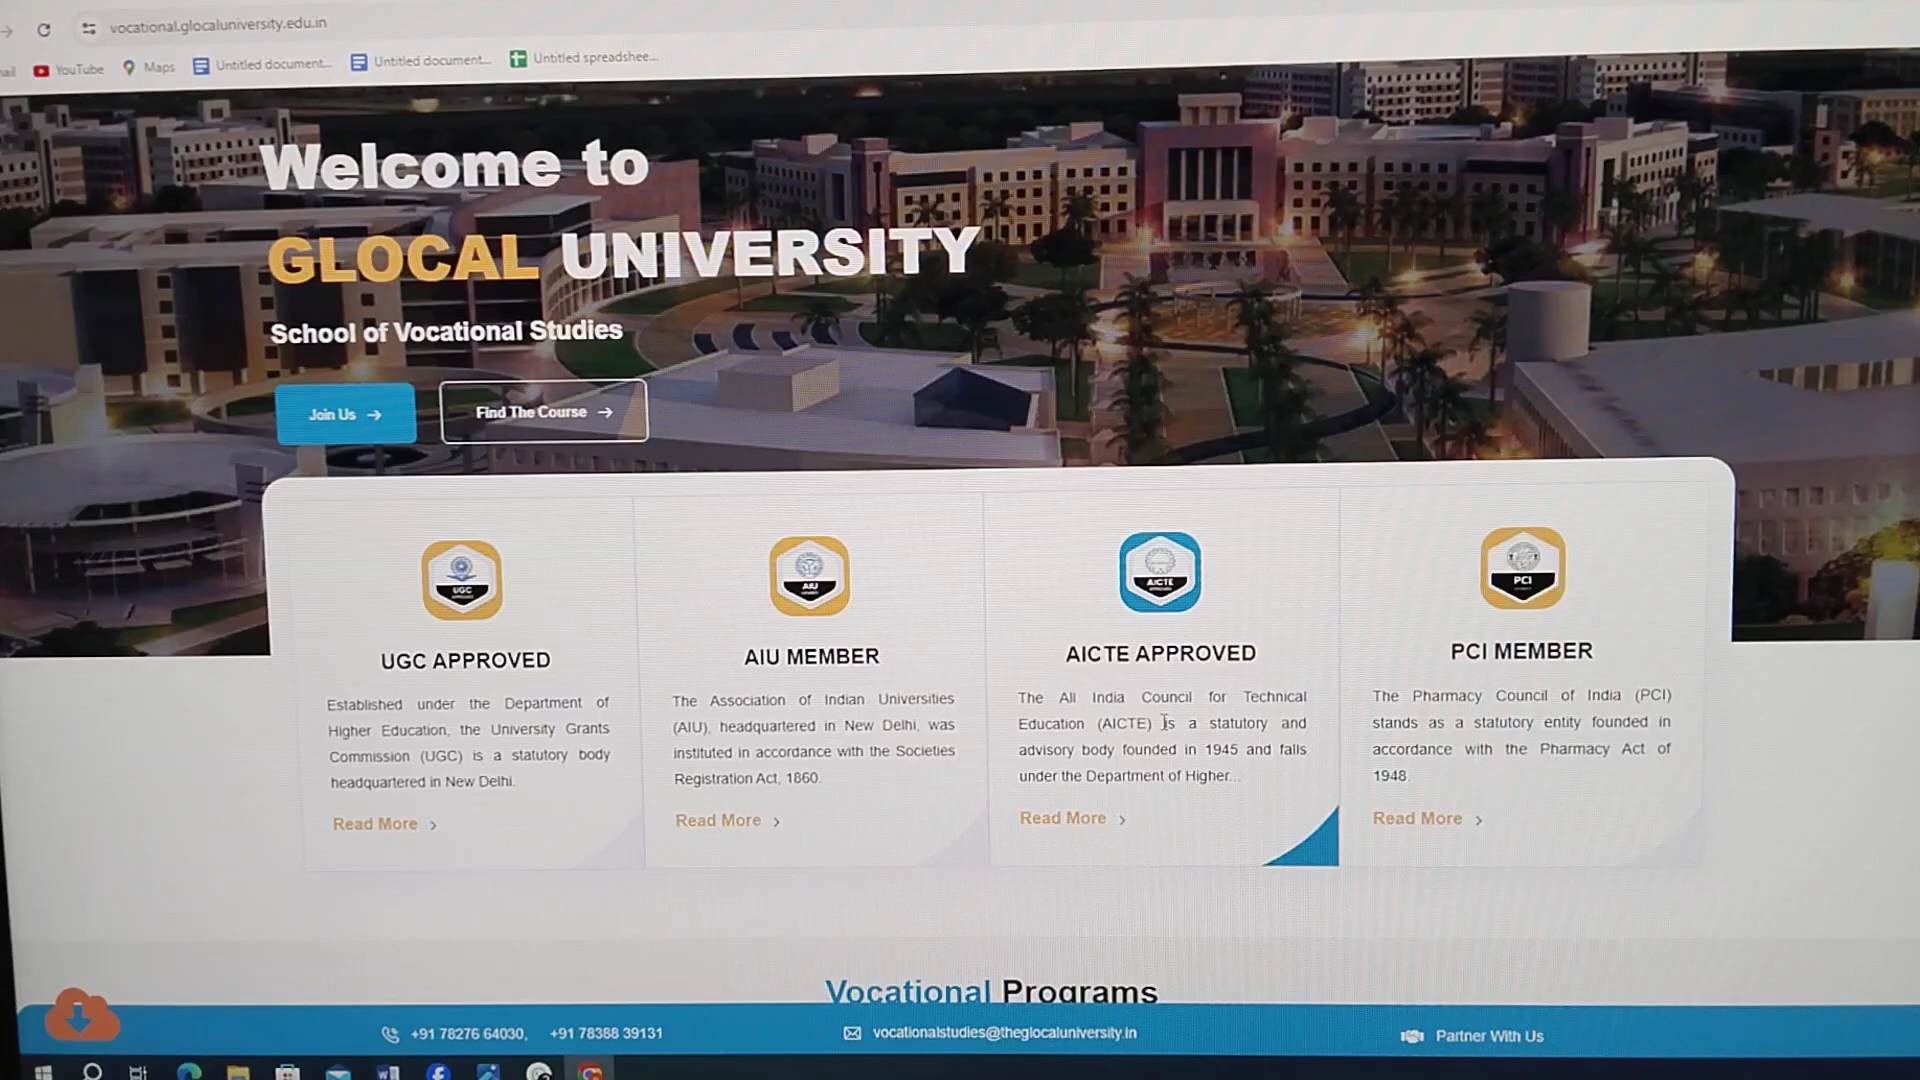 vocational.glocaluniversity.edu.in
ail YouTube Maps Untitled document... Untitled document... Untitled spreadshee...
Welcome to
GLOCAL UNIVERSITY
School of Vocational Studies
Join Us →
Find The Course →
UGC
UGC APPROVED
Established under the Department of
Higher Education, the University Grants
Commission (UGC) is a statutory body
headquartered in New Delhi.
Read More >
AIU
AIU MEMBER
The Association of Indian Universities
(AIU), headquartered in New Delhi, was
instituted in accordance with the Societies
Registration Act, 1860.
Read More >
AICTE
AICTE APPROVED
The All India Council for Technical
Education (AICTE) is a statutory and
advisory body founded in 1945 and falls
under the Department of Higher...
Read More >
PCI
PCI MEMBER
The Pharmacy Council of India (PCI)
stands as a statutory entity founded in
accordance with the Pharmacy Act of
1948.
Read More >
Vocational Programs
+91 78276 64030, +91 78388 39131
vocationalstudies@theglocaluniversity.in
Partner With Us